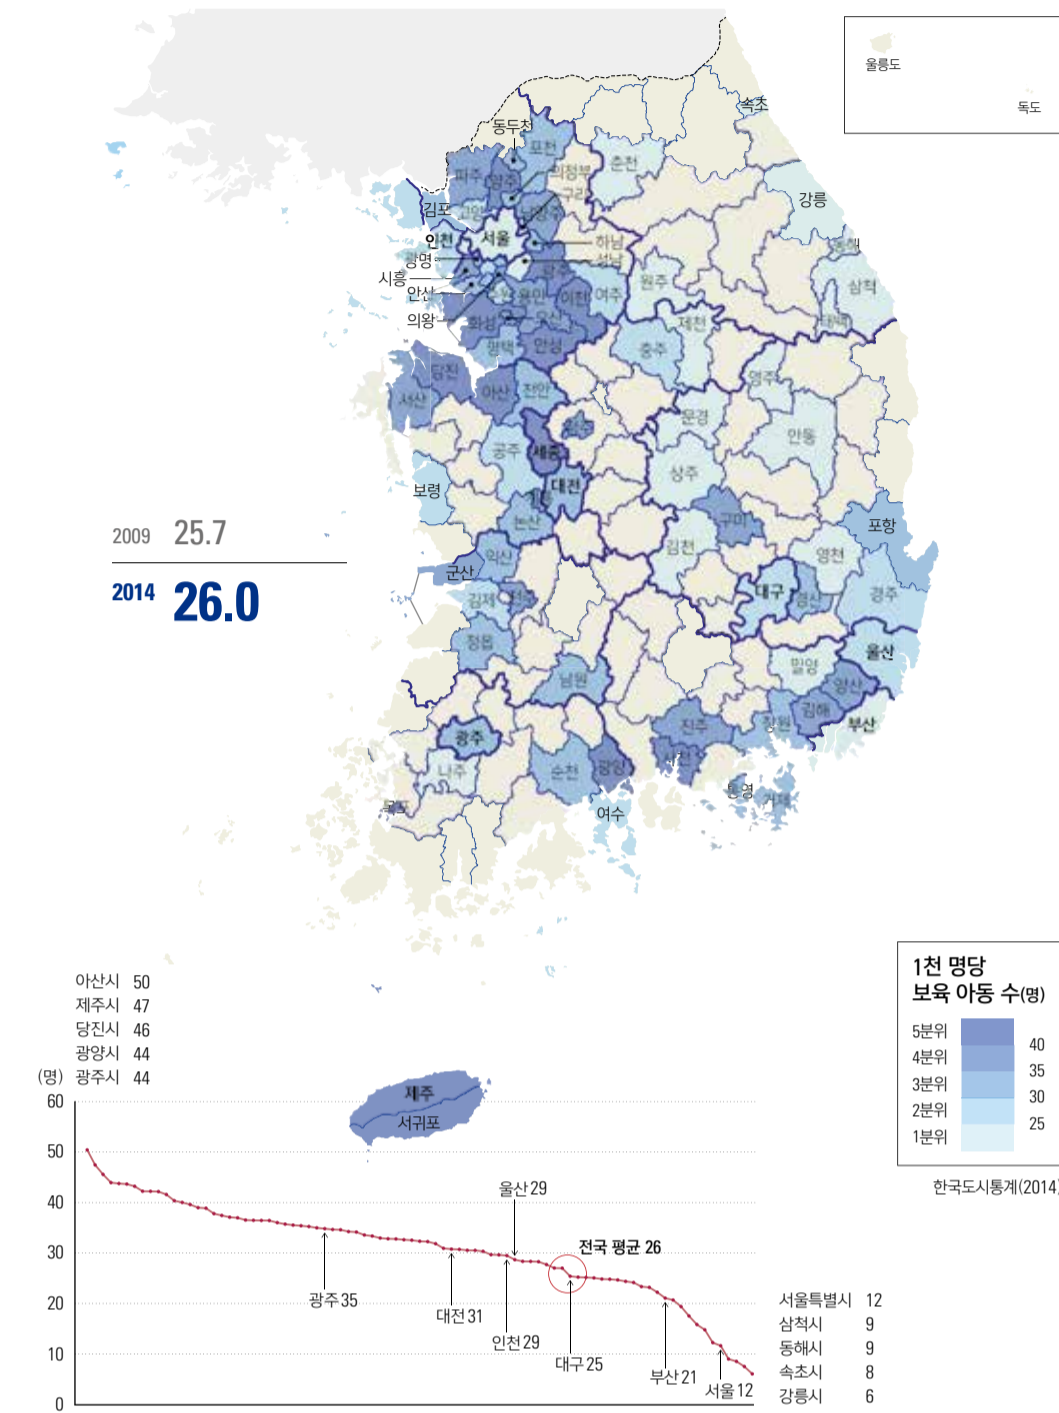 울릉도
독도
속초
동두천
포천
춘천
파주
양주
의정부
구리
강릉
김포
고양
남양주
동해
인천
서울
하남
성남
광명
광주
시흥
원주
삼척
안산
수원
용인
이천
여주
의왕
화성
오산
제천
태백
평택
안성
충주
당진
영주
서산
아산
천안
문경
안동
공주
세종
상주
보령
대전
계룡
논산
구미
포항
2009 25.7
2014 26.0
김천
영천
익산
군산
대구
경산
경주
김제
전주
정읍
울산
밀양
남원
양산
김해
진주
창원
부산
광주
나주
순천
광양
사천
통영
거제
목포
여수
아산시 50
제주시 47
당진시 46
광양시 44
(명) 광주시 44
제주
서귀포
1천 명당
보육 아동 수(명)
5분위
40
4분위
35
3분위
30
2분위
25
1분위
한국도시통계(2014)
60
50
40
30
20
10
0
울산 29
전국 평균 26
광주 35
대전 31
인천 29
대구 25
부산 21
서울 12
서울특별시 12
삼척시 9
동해시 9
속초시 8
강릉시 6